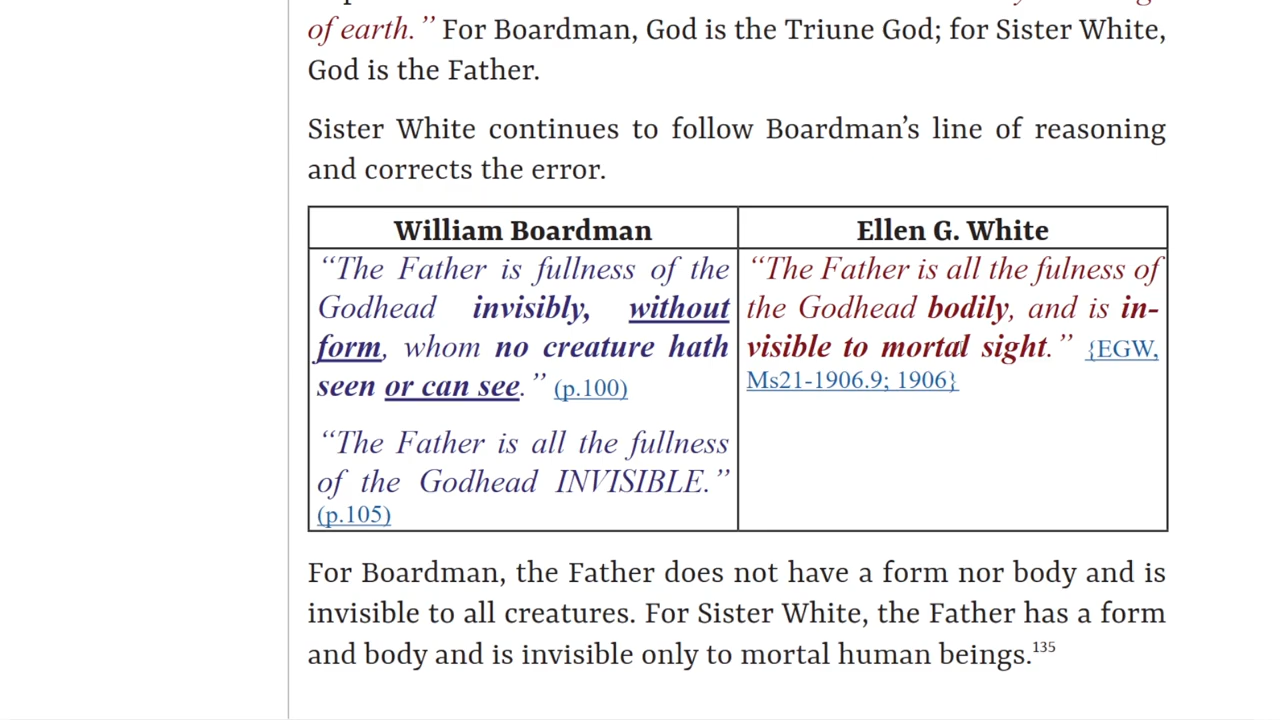 of earth.” For Boardman, God is the Triune God; for Sister White,
God is the Father.
Sister White continues to follow Boardman’s line of reasoning
and corrects the error.
William Boardman
“The Father is fullness of the
Godhead invisibly, without
form, whom no creature hath
seen or can see.” (p.100)
“The Father is all the fullness
of the Godhead INVISIBLE.”
(p.105)
Ellen G. White
“The Father is all the fulness of
the Godhead bodily, and is in-
visible to mortal sight.” {EGW,
Ms21-1906.9; 1906}
For Boardman, the Father does not have a form nor body and is
invisible to all creatures. For Sister White, the Father has a form
and body and is invisible only to mortal human beings.135